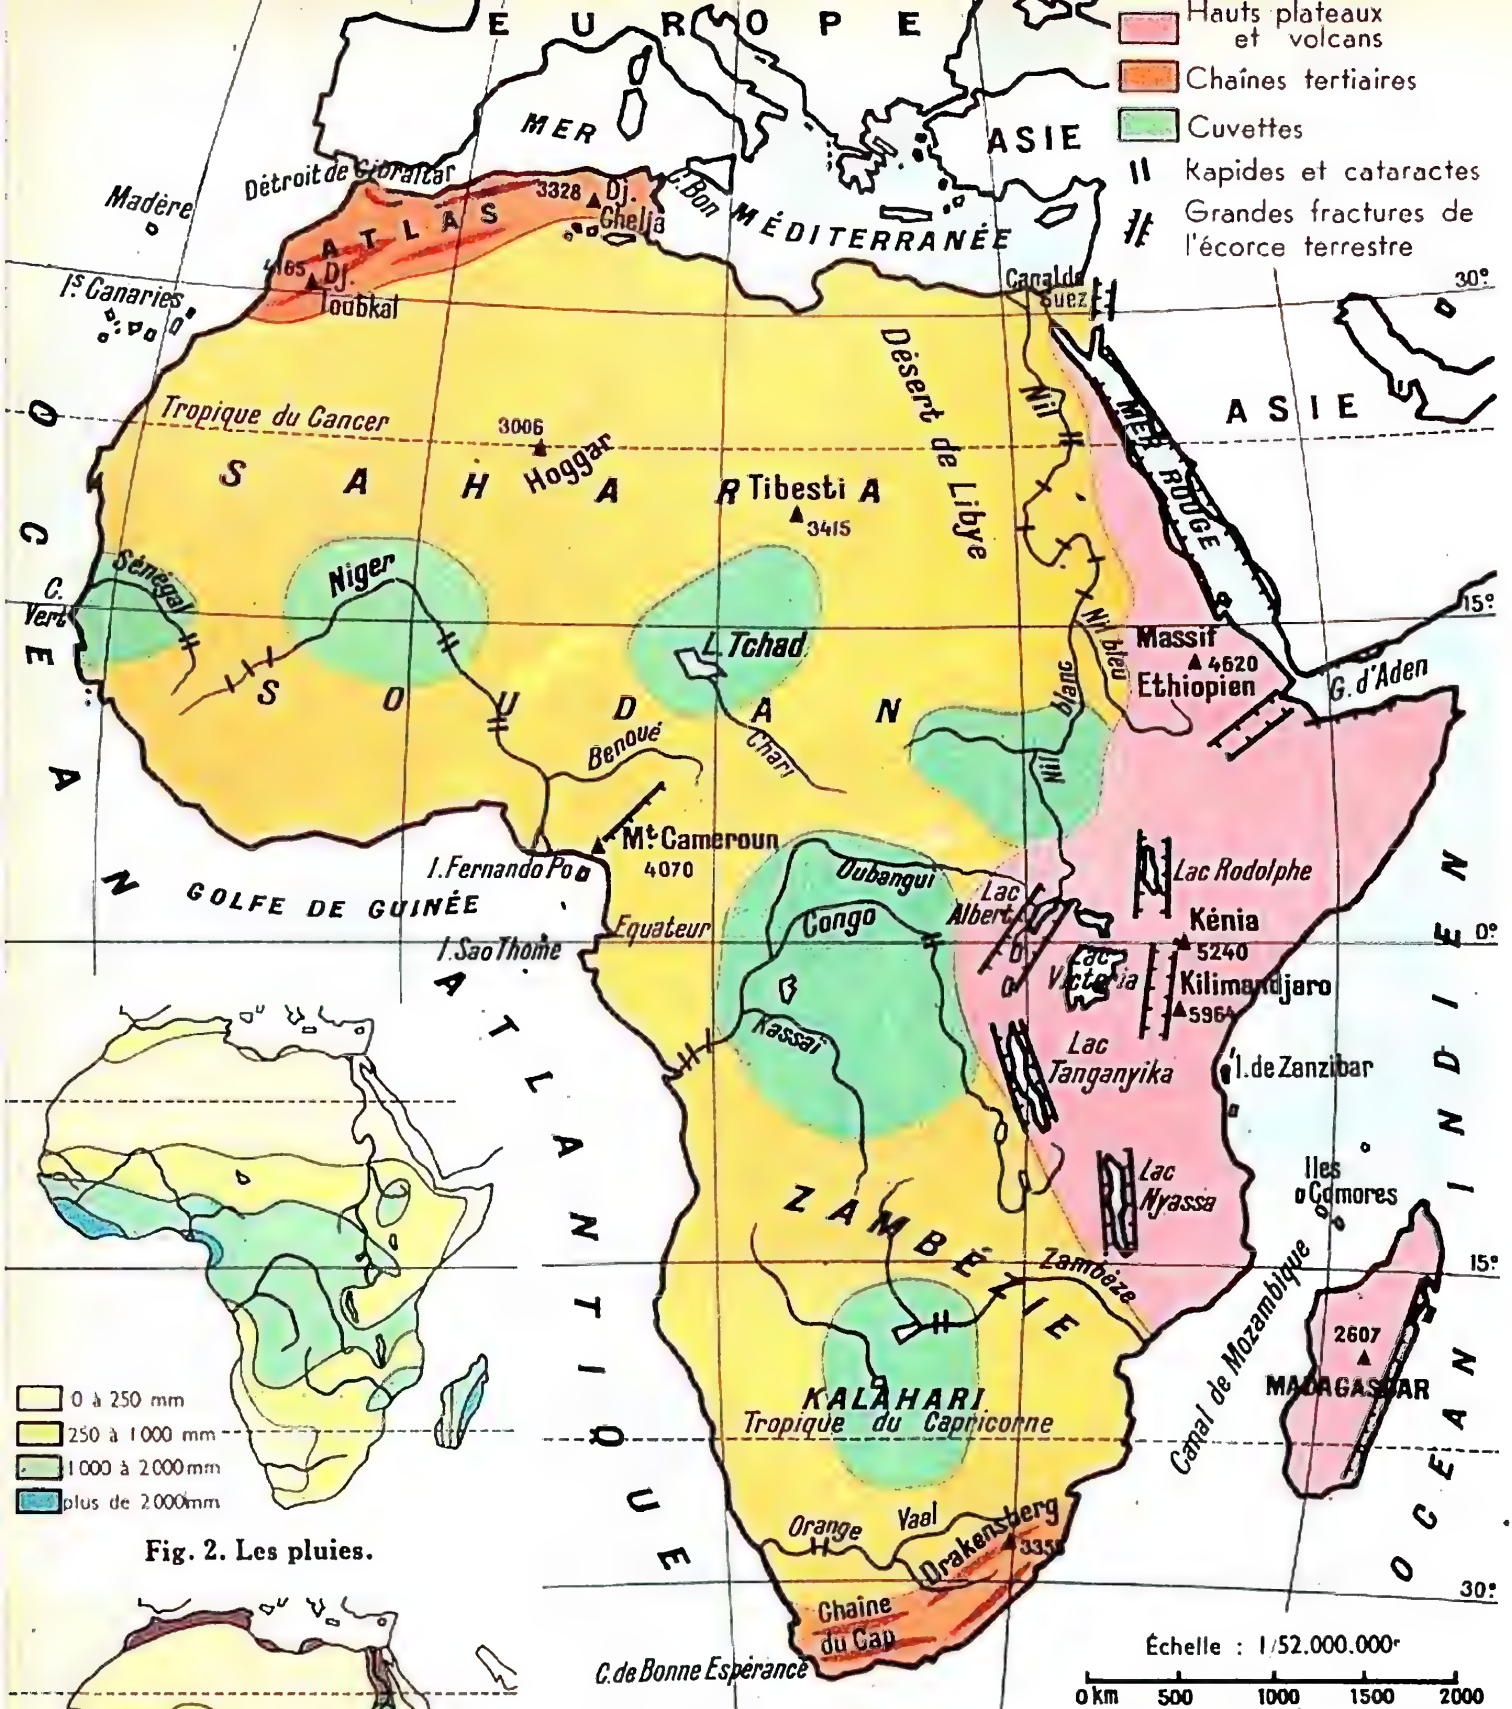 EUROPE
Hauts plateaux
et volcans
Chaînes tertiaires
Cuvettes
Rapides et cataractes
Grandes fractures de
l'écorce terrestre
MER
MÉDITERRANÉE
ASIE
Détroit de Gibraltar
3328
Dj.
Ghelia
C. Bon
Madère
ATLAS
4165
Dj.
Toubkal
Is Canaries
Canal de
Suez
30°
Désert de Libye
Nil
ASIE
MER ROUGE
Tropique du Cancer
3006
Hoggar
SAHARA
Tibesti
3415
OCEAN ATLANTIQUE
C.
Vert
Sénégal
Niger
L. Tchad
Nil bleu
15°
Massif
4620
Ethiopien
G. d'Aden
SOUDAN
Nil blanc
Benoué
Chari
Mt. Cameroun
4070
I. Fernando Poo
GOLFE DE GUINÉE
I. Sao Thomé
Equateur
Oubangui
Congo
Kassaï
Lac
Albert
Lac Rodolphe
Kénia
5240
0°
Lac
Victoria
Kilimandjaro
5964
Lac
Tanganyika
I. de Zanzibar
OCEAN INDIEN
Lac
Nyassa
Iles
Comores
ZAMBÉZIE
Zambèze
15°
Canal de Mozambique
2607
MADAGASCAR
KALAHARI
Tropique du Capricorne
Orange
Vaal
Drakensberg
335
Chaîne
du Cap
30°
C. de Bonne Espérance
Échelle : 1/52.000.000e
0 km 500 1000 1500 2000
0 à 250 mm
250 à 1000 mm
1000 à 2000 mm
plus de 2000 mm
Fig. 2. Les pluies.